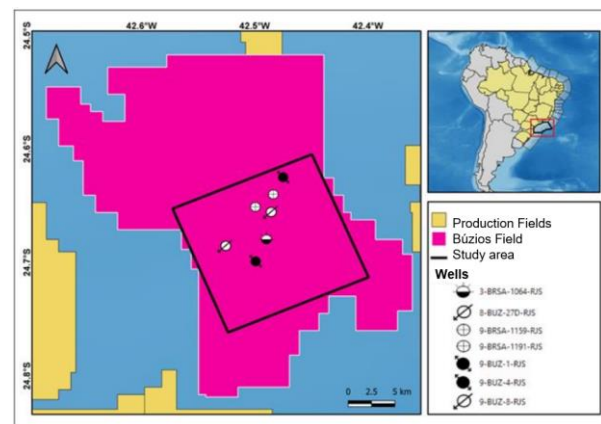 42.6°W 42.5°W 42.4°W
24.5°S
24.6°S
24.7°S
24.8°S
0 2.5 5 km
Production Fields
Búzios Field
Study area
Wells
3-BRSA-1064-RJS
8-BUZ-27D-RJS
9-BRSA-1159-RJS
9-BRSA-1191-RJS
9-BUZ-1-RJS
9-BUZ-4-RJS
9-BUZ-8-RJS